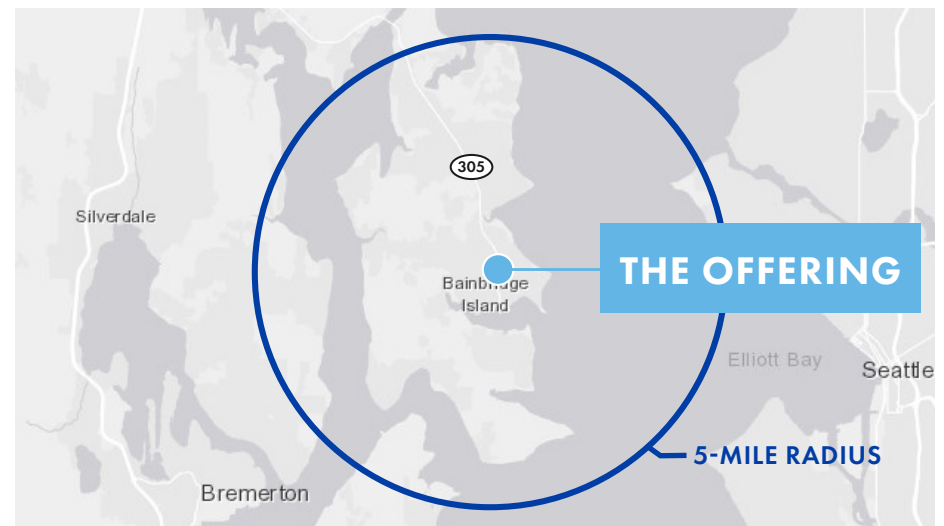 305
Silverdale
THE OFFERING
Bainbridge
Island
Elliott Bay
Seattle
5-MILE RADIUS
Bremerton